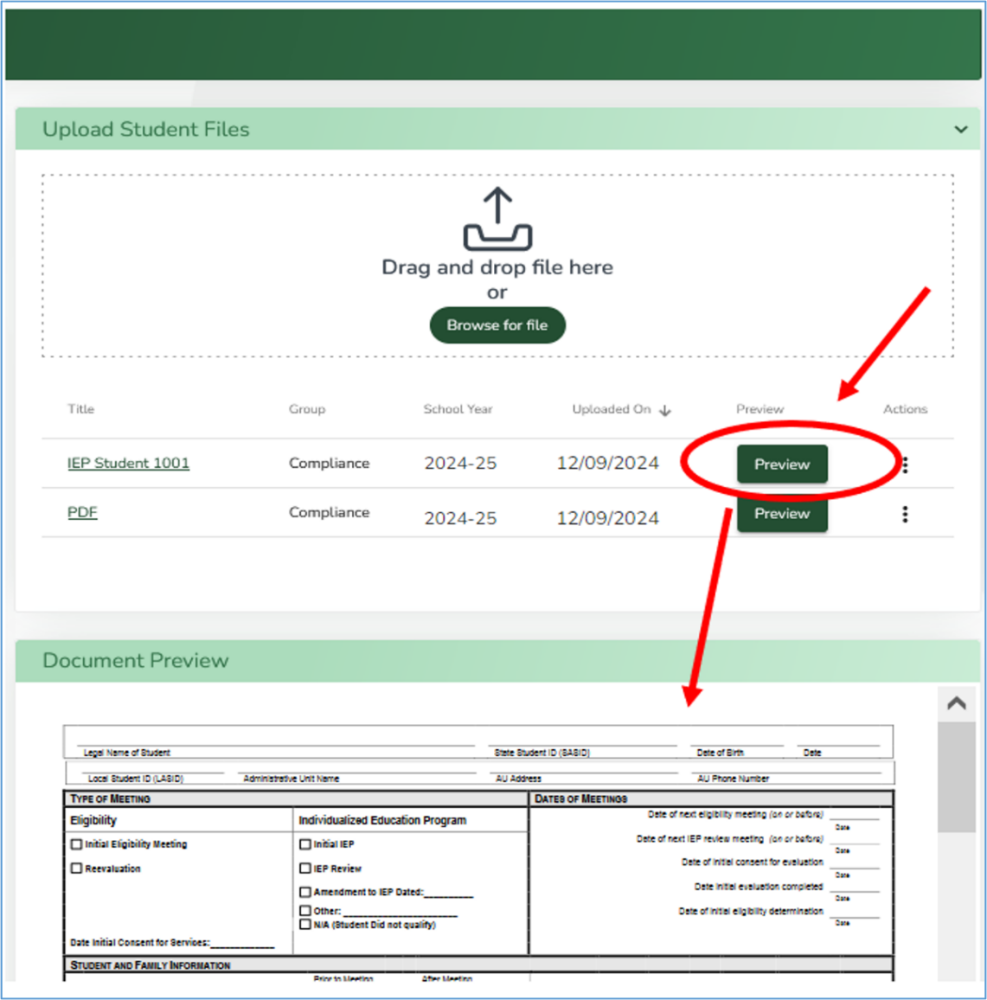 Upload Student Files
Drag and drop file here
or
Browse for file
Title Group School Year Uploaded On Preview Actions
IEP Student 1001 Compliance 2024-25 12/09/2024 Preview
PDF Compliance 2024-25 12/09/2024 Preview
Document Preview
Legal Name of Student State Student ID (SASID) Date of Birth Date
Local Student ID (LASID) Administrative Unit Name AU Address AU Phone Number
TYPE OF MEETING DATES OF MEETINGS
Eligibility Individualized Education Program Date of next eligibility meeting (on or before)
Date
Initial Eligibility Meeting Initial IEP Date of next IEP review meeting (on or before)
Date
Reevaluation IEP Review Date of initial consent for evaluation
Date
Amendment to IEP Dated: Date initial evaluation completed
Date
Other: Date of initial eligibility determination
N/A (Student Did not qualify) Date
Date Initial Consent for Services:
STUDENT AND FAMILY INFORMATION
Prior to Meeting After Meeting